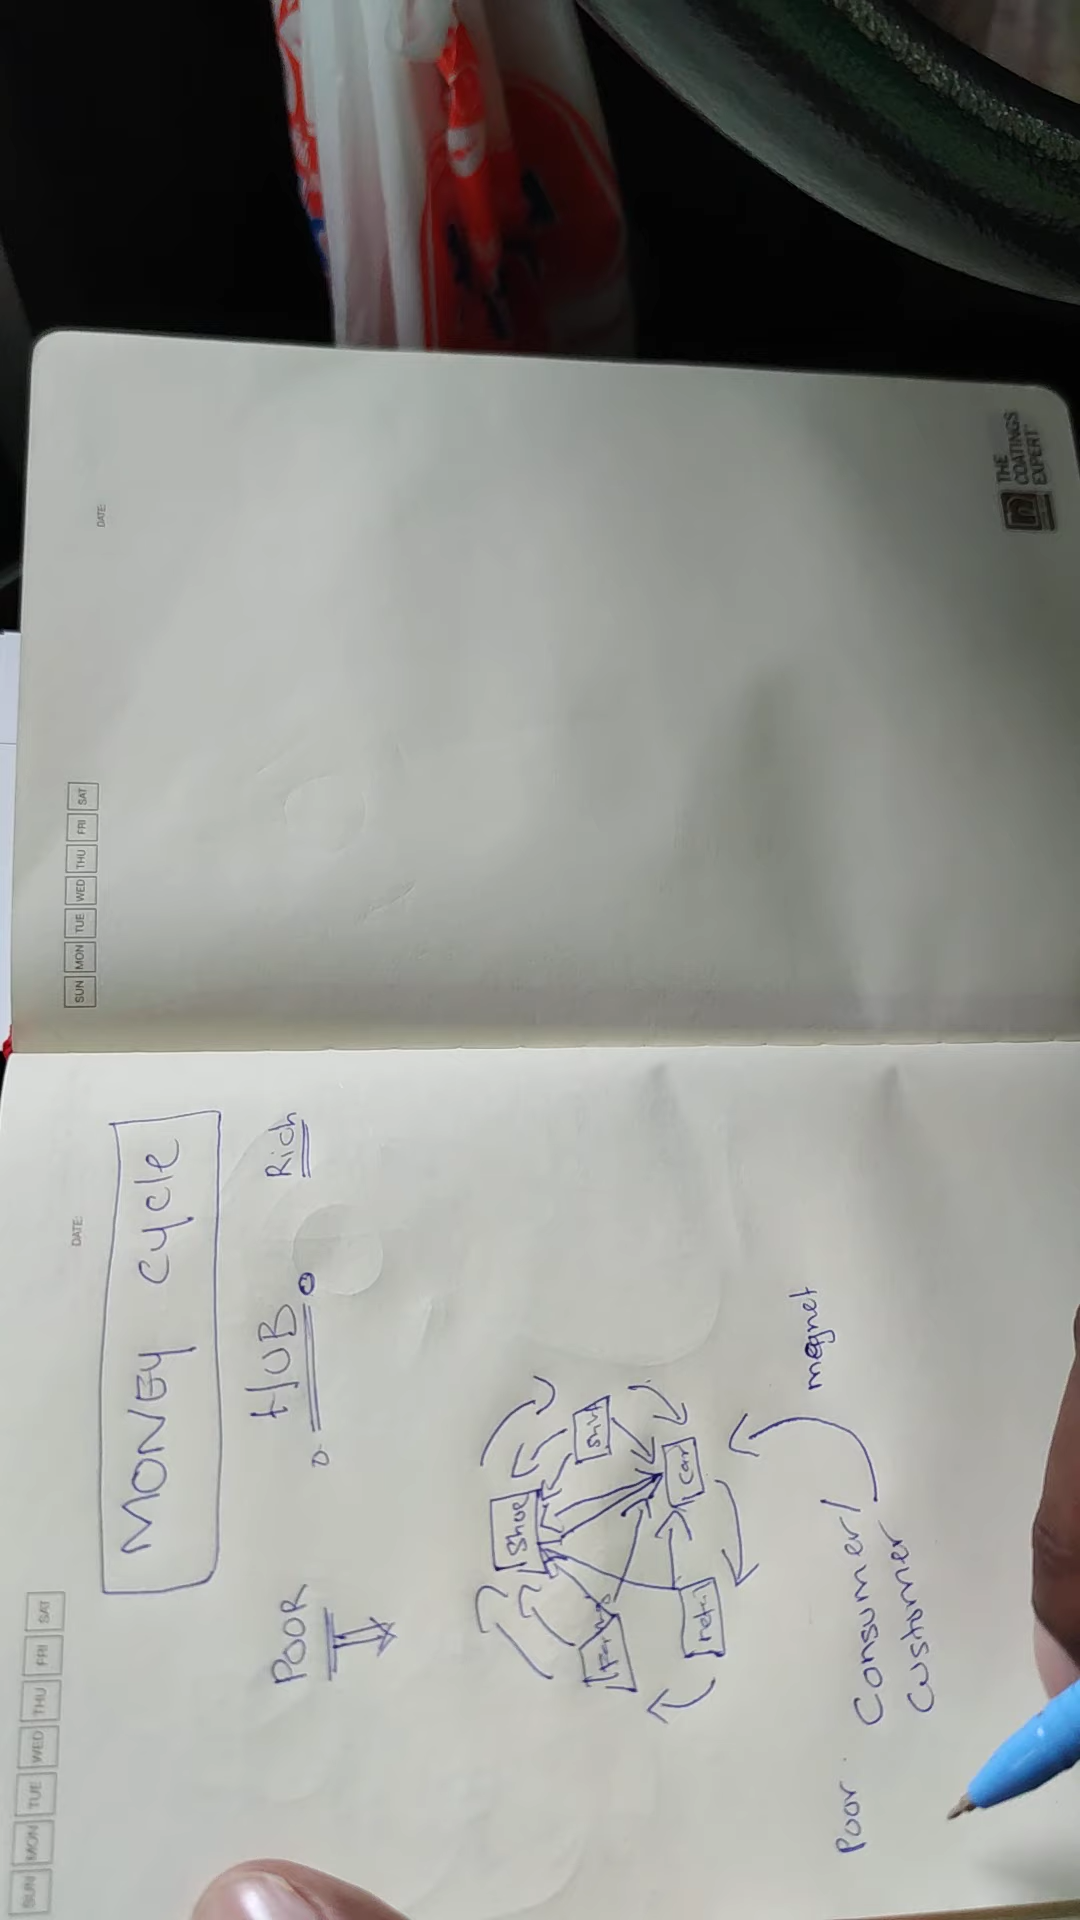 SUN MON TUE WED THU FRI SAT
DATE:
MONEY cycle
POOR HUB Rich
Shoe
Shirt
Car
retail
magnet
Poor Consumer/
Customer
SUN MON TUE WED THU FRI SAT
DATE:
THE
COATINGS
EXPERT